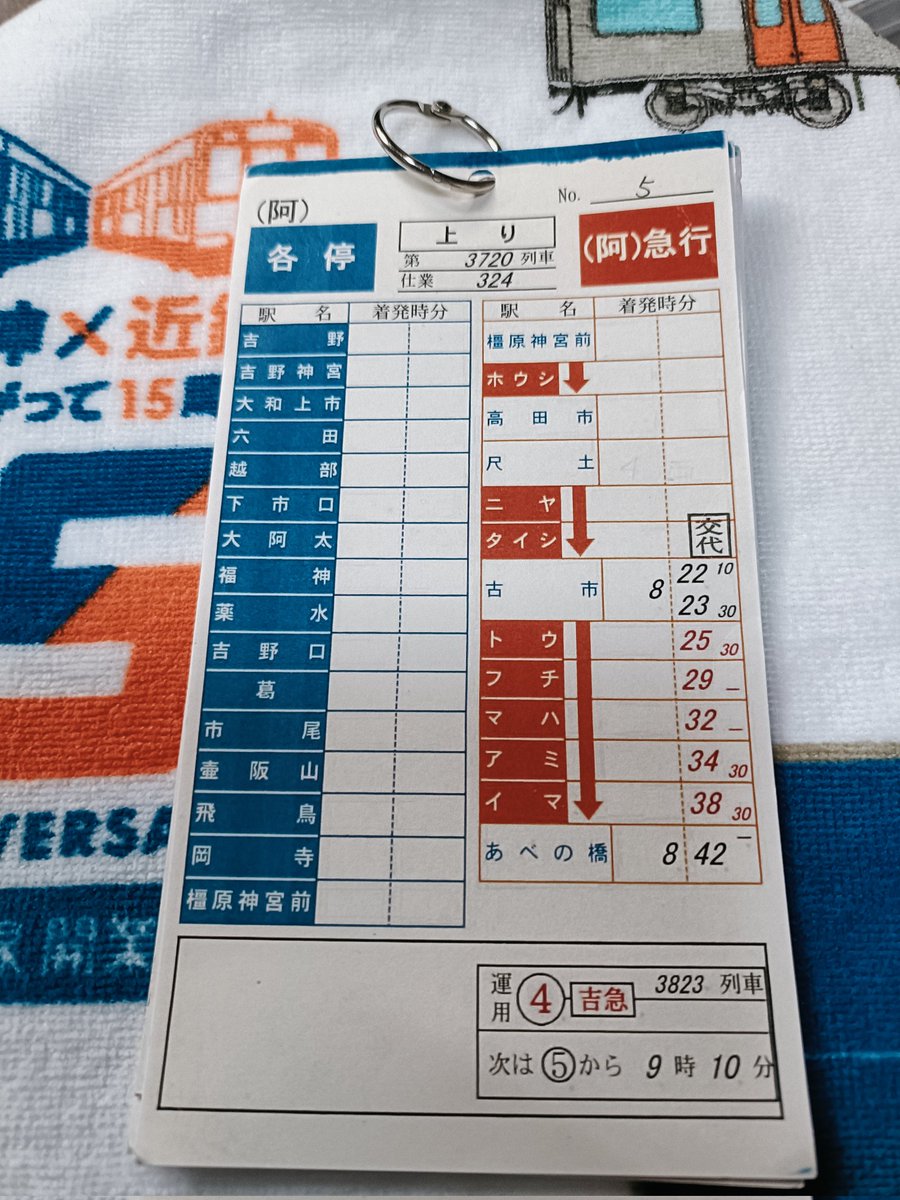 No. 5
(阿)
各停
上り
第 3720 列車
仕業 324
(阿)急行
駅名 着発時分
吉野
吉野神宮
大和上市
六田
越部
下市口
大阿太
福神
薬水
吉野口
葛
市尾
壷阪山
飛鳥
岡寺
橿原神宮前
駅名 着発時分
橿原神宮前
ホウシ
高田市
尺土
ニヤ
タイシ 交代
古市 8 22 10
23 30
トウ 25 30
フチ 29 –
マハ 32 –
アミ 34 30
イマ 38 30
あべの橋 8 42 –
運用 ④ 吉急 3823 列車
次は⑤から 9時10分
神×近
って15周
VERSA